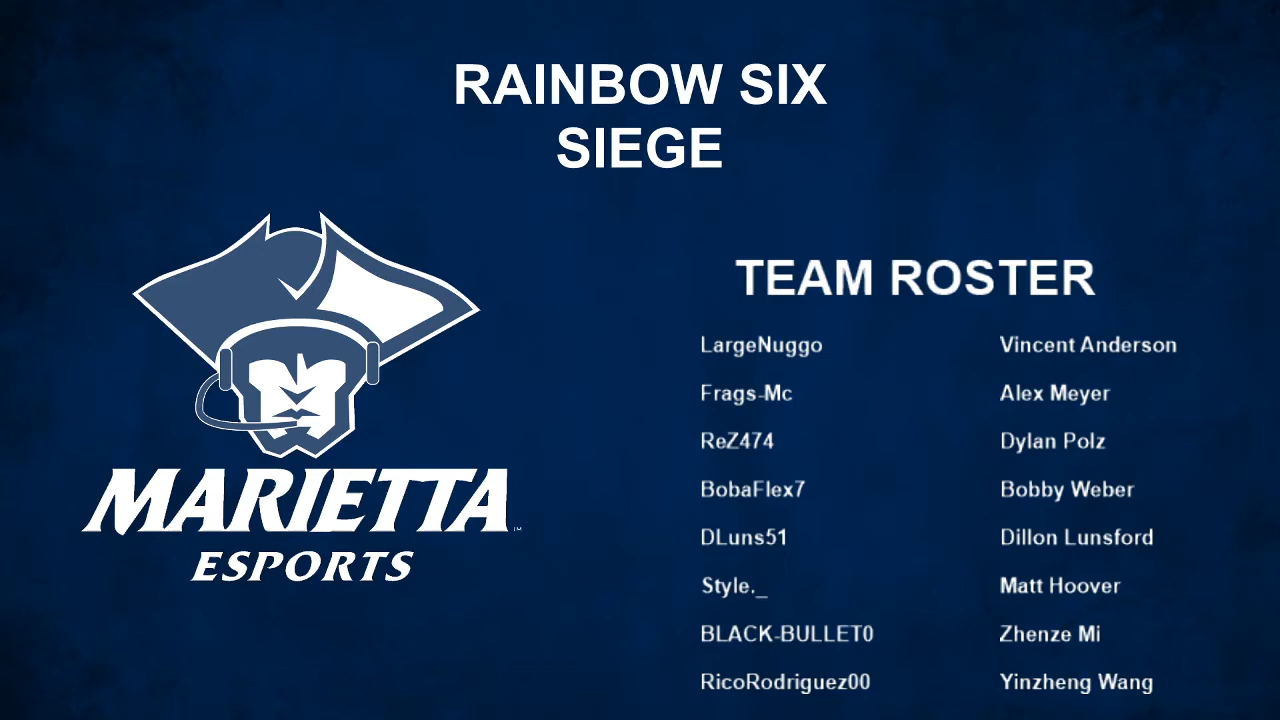 RAINBOW SIX
SIEGE
MARIETTA
™
ESPORTS
TEAM ROSTER
LargeNuggo Vincent Anderson
Frags-Mc Alex Meyer
ReZ474 Dylan Polz
BobaFlex7 Bobby Weber
DLuns51 Dillon Lunsford
Style._ Matt Hoover
BLACK-BULLET0 Zhenze Mi
RicoRodriguez00 Yinzheng Wang